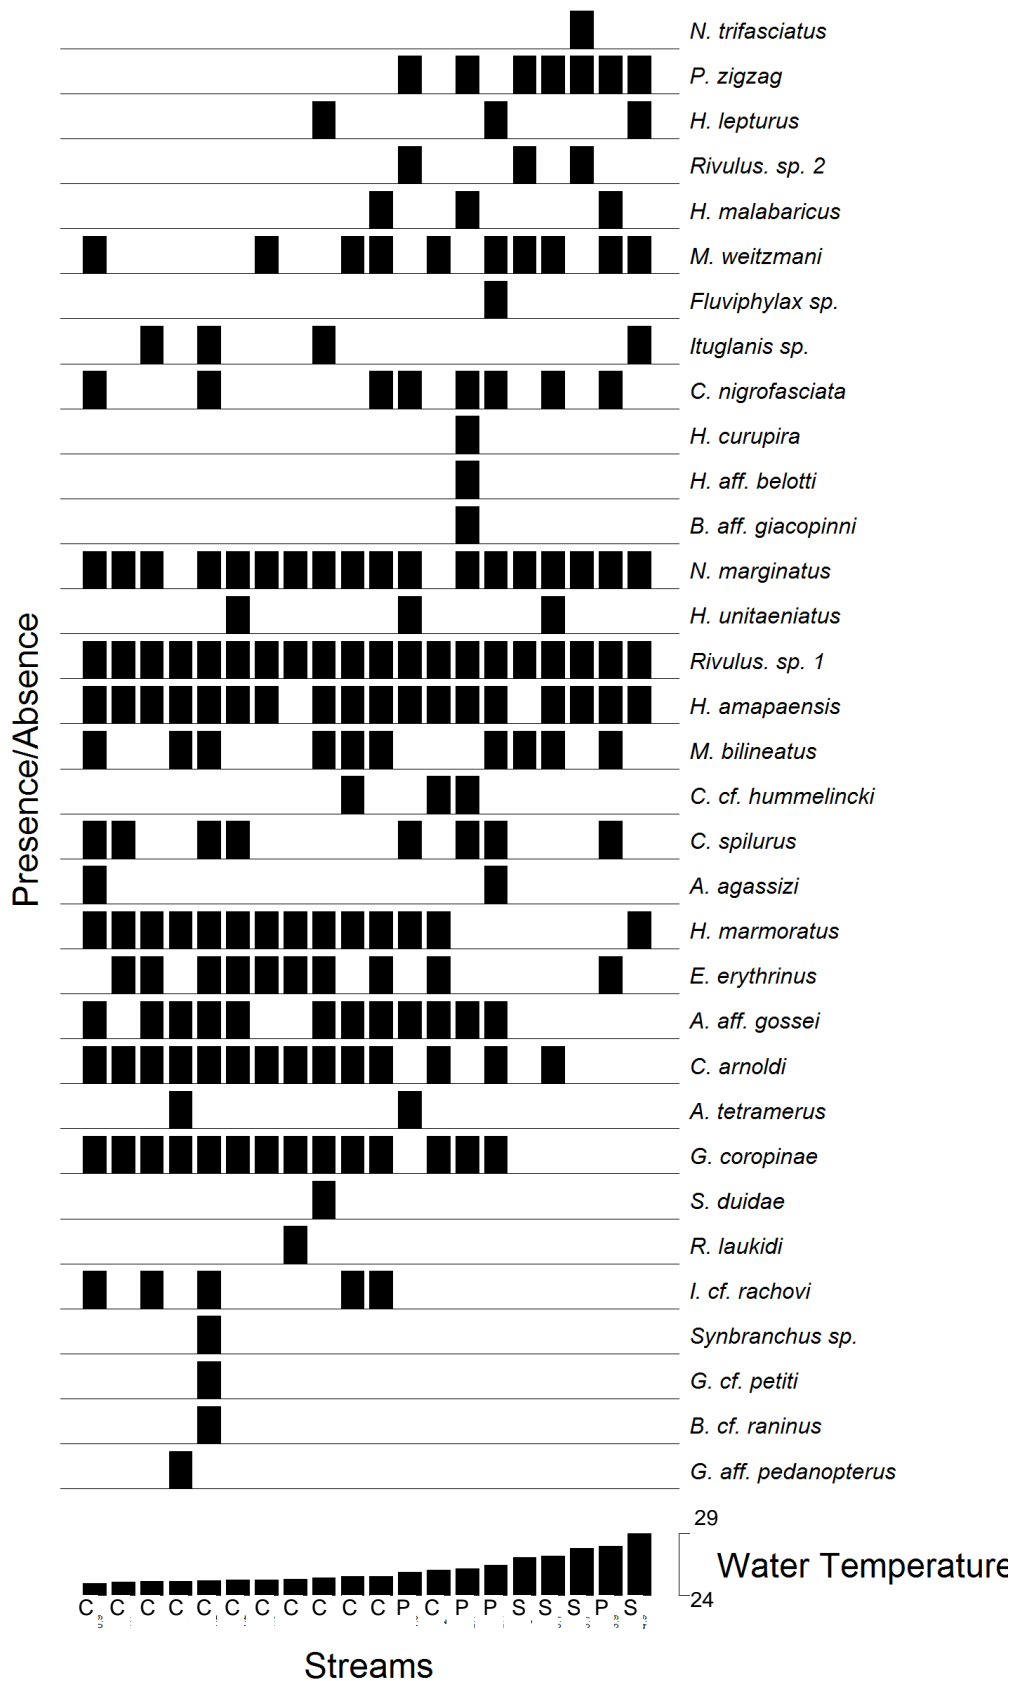 N. trifasciatus
P. zigzag
H. lepturus
Rivulus. sp. 2
H. malabaricus
M. weitzmani
Fluviphylax sp.
Ituglanis sp.
C. nigrofasciata
H. curupira
H. aff. belotti
B. aff. giacopinni
N. marginatus
H. unitaeniatus
Rivulus. sp. 1
H. amapaensis
M. bilineatus
C. cf. hummelincki
C. spilurus
A. agassizi
H. marmoratus
E. erythrinus
A. aff. gossei
C. arnoldi
A. tetramerus
G. coropinae
S. duidae
R. laukidi
I. cf. rachovi
Synbranchus sp.
G. cf. petiti
B. cf. raninus
G. aff. pedanopterus
Presence/Absence
29
Water Temperature
24
C C C C C C C C C C C P C P P S S S P S
Streams